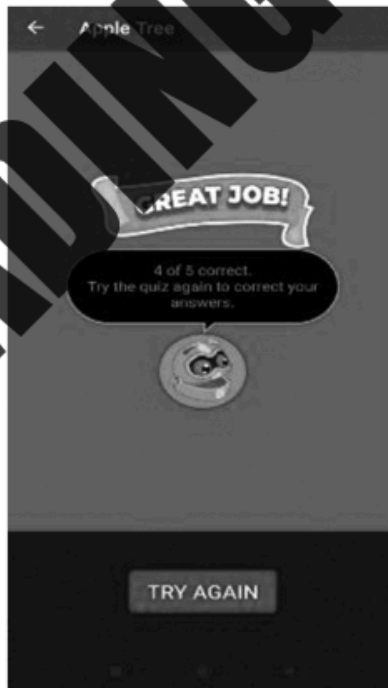 ← Apple Tree
GREAT JOB!
4 of 5 correct.
Try the quiz again to correct your
answers.
TRY AGAIN